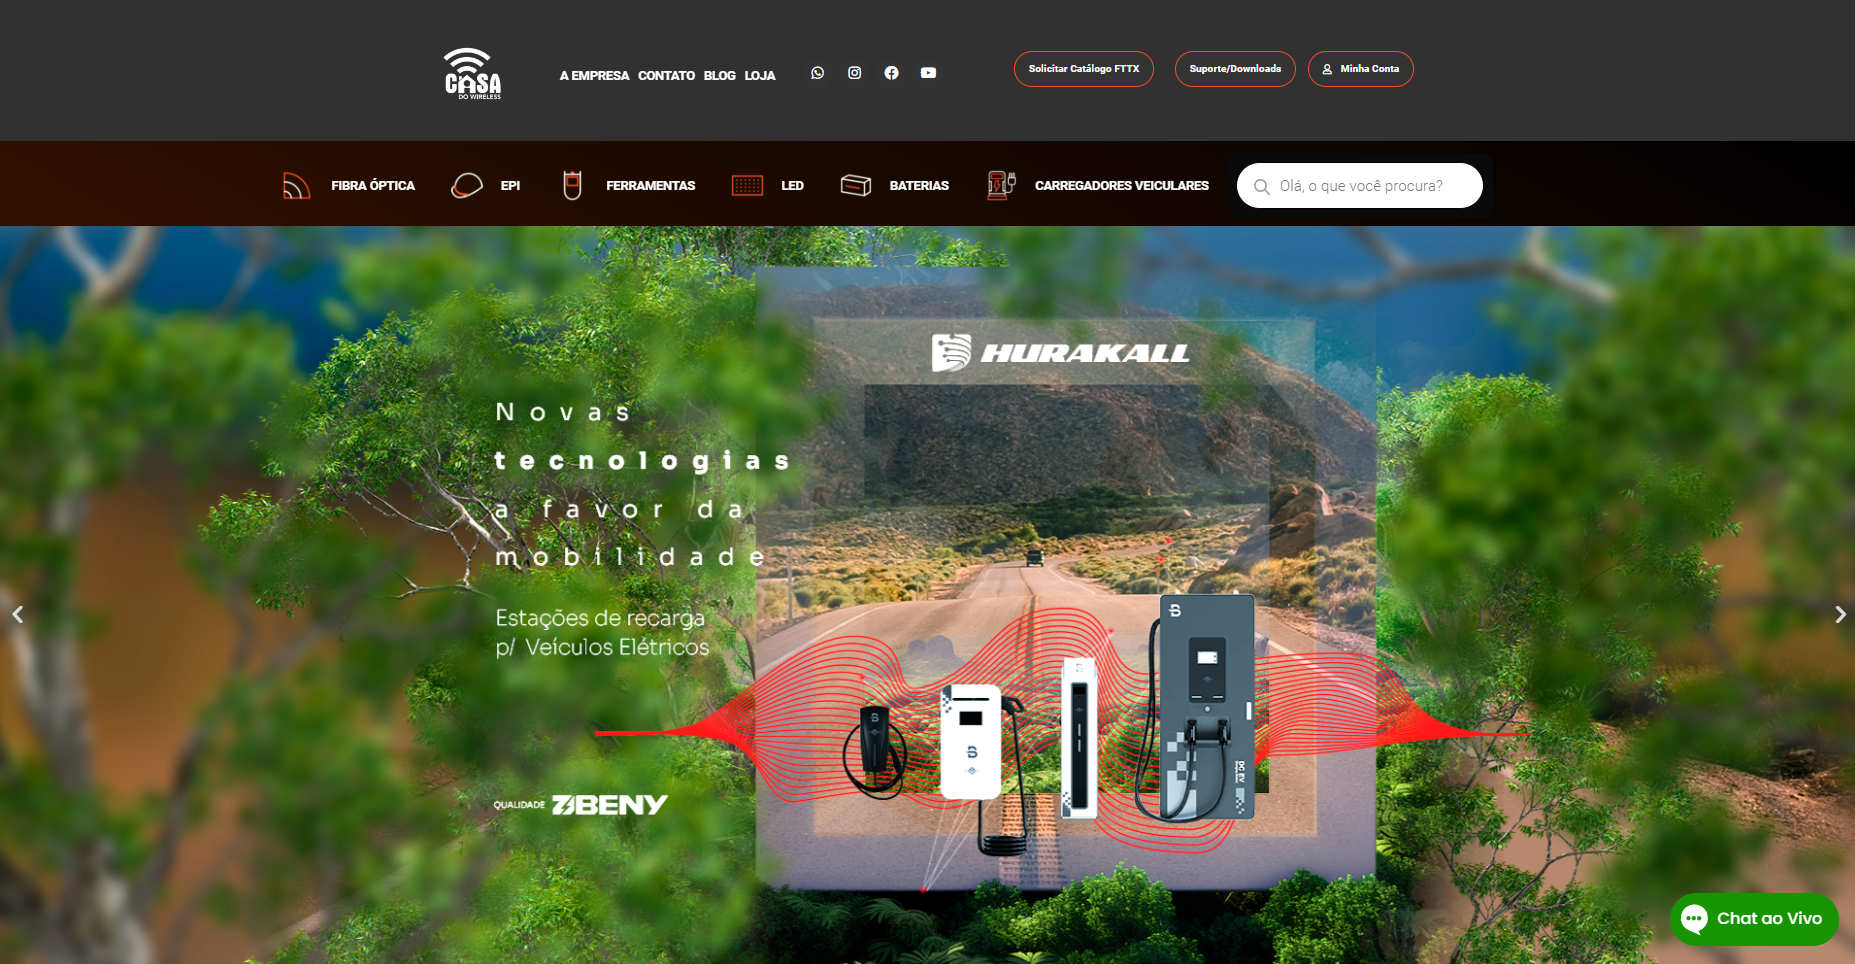 CASA
DO WIRELESS
A EMPRESA CONTATO BLOG LOJA
Solicitar Catálogo FTTX
Suporte/Downloads
Minha Conta
FIBRA ÓPTICA
EPI
FERRAMENTAS
LED
BATERIAS
CARREGADORES VEICULARES
Olá, o que você procura?
HURAKALL
Novas
tecnologias
a favor da
mobilidade
Estações de recarga
p/ Veículos Elétricos
B
B
B
B
DC EV
QUALIDADE BENY
Chat ao Vivo